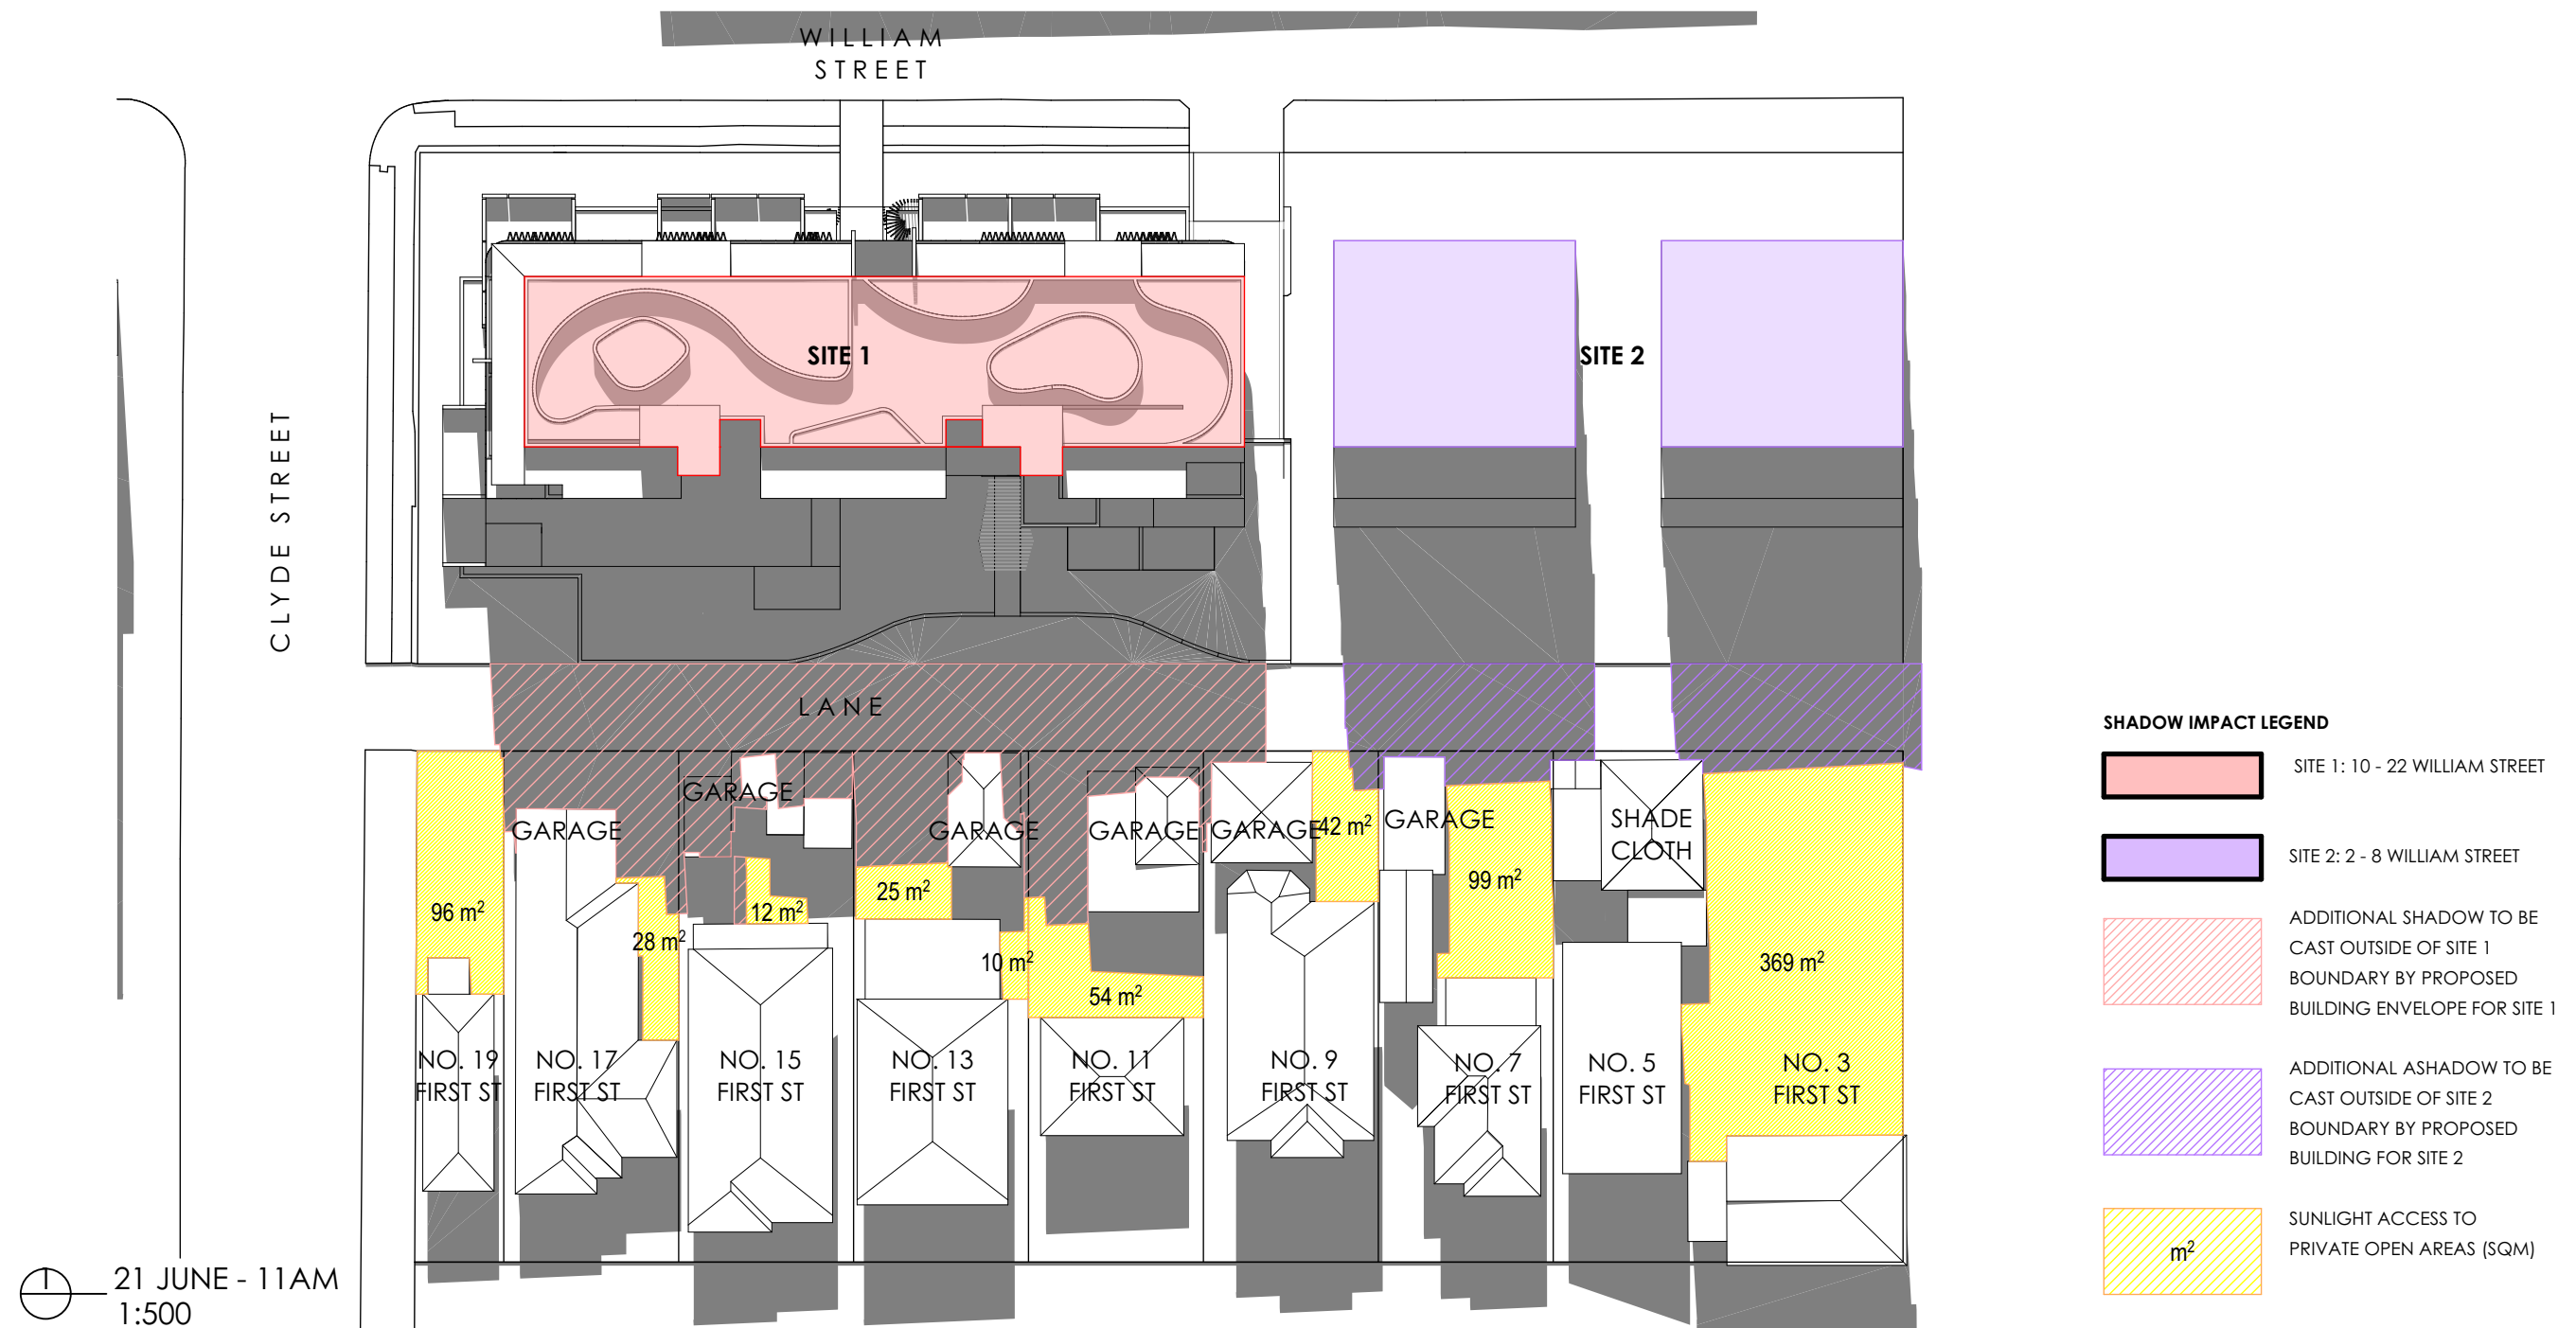 WILLIAM
STREET
SITE 1
SITE 2
CLYDE STREET
LANE
GARAGE
GARAGE
GARAGE
GARAGE
GARAGE
42 m²
GARAGE
SHADE
CLOTH
96 m²
28 m²
12 m²
25 m²
10 m²
54 m²
99 m²
369 m²
NO. 19
FIRST ST
NO. 17
FIRST ST
NO. 15
FIRST ST
NO. 13
FIRST ST
NO. 11
FIRST ST
NO. 9
FIRST ST
NO. 7
FIRST ST
NO. 5
FIRST ST
NO. 3
FIRST ST
SHADOW IMPACT LEGEND
SITE 1: 10 - 22 WILLIAM STREET
SITE 2: 2 - 8 WILLIAM STREET
ADDITIONAL SHADOW TO BE
CAST OUTSIDE OF SITE 1
BOUNDARY BY PROPOSED
BUILDING ENVELOPE FOR SITE 1
ADDITIONAL ASHADOW TO BE
CAST OUTSIDE OF SITE 2
BOUNDARY BY PROPOSED
BUILDING FOR SITE 2
m²
SUNLIGHT ACCESS TO
PRIVATE OPEN AREAS (SQM)
1
21 JUNE - 11AM
1:500